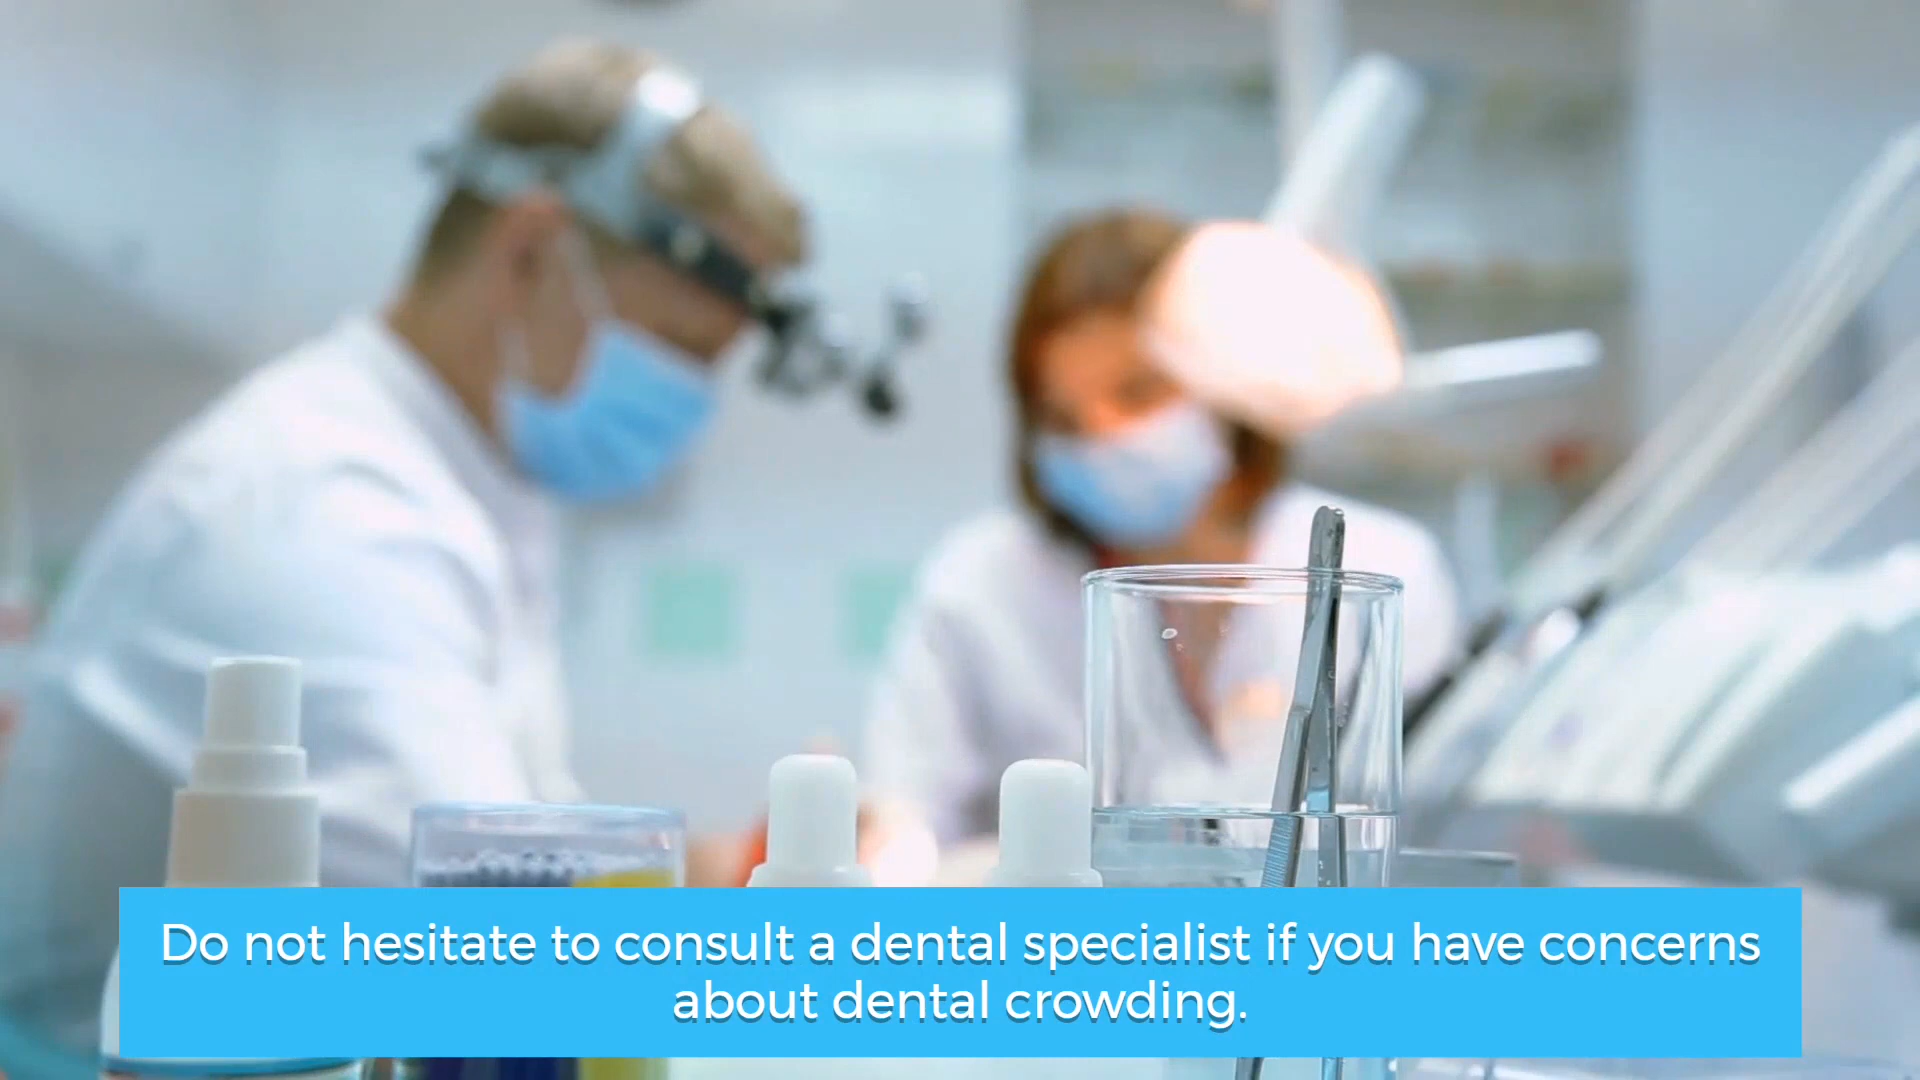 Do not hesitate to consult a dental specialist if you have concerns
about dental crowding.